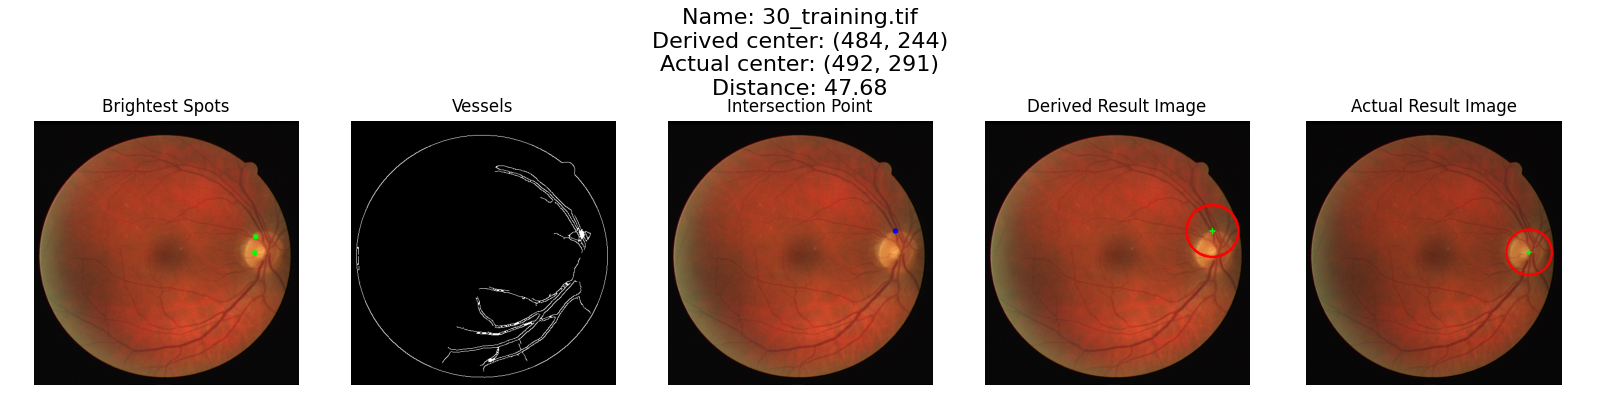 Name: 30_training.tif
Derived center: (484, 244)
Actual center: (492, 291)
Distance: 47.68
Brightest Spots
Vessels
Intersection Point
Derived Result Image
Actual Result Image